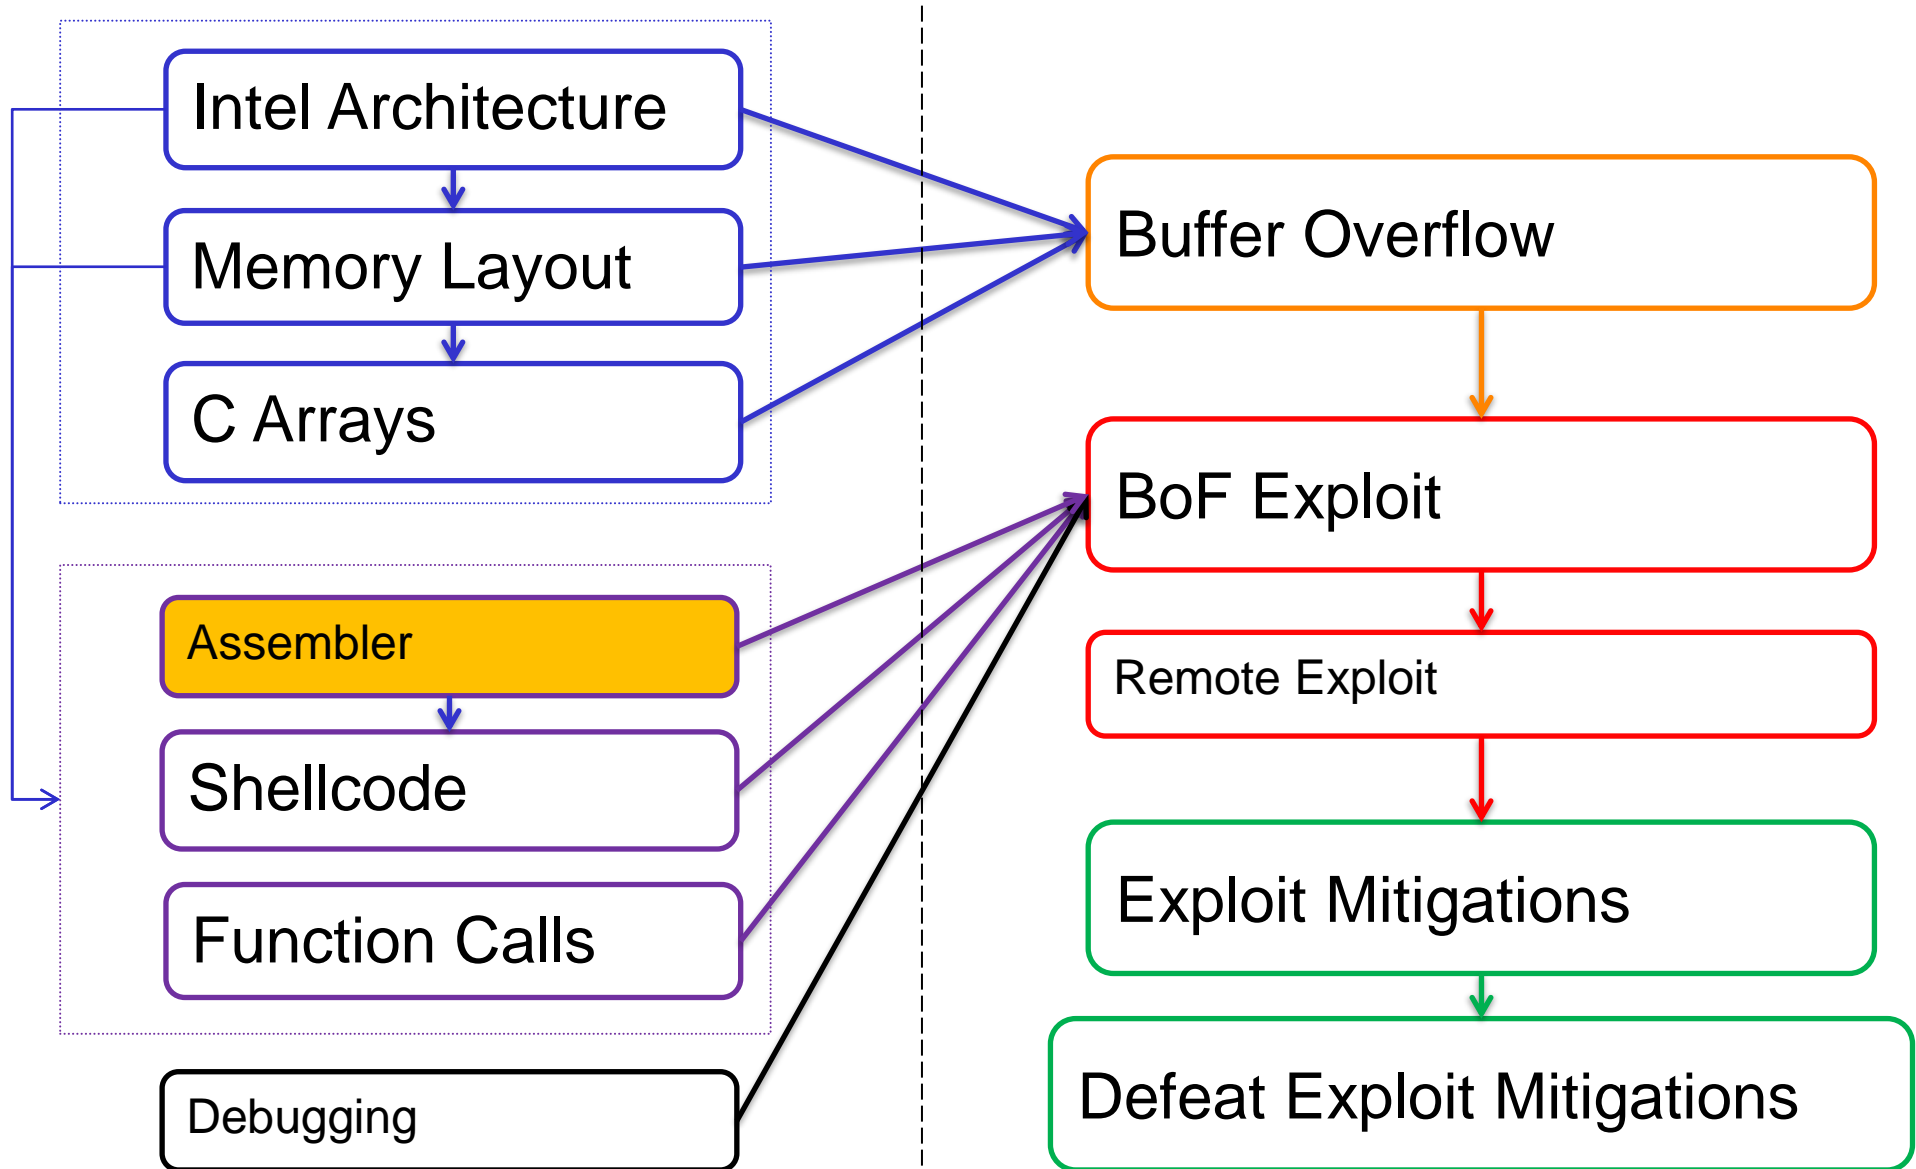 Intel Architecture
Memory Layout
C Arrays
Assembler
Shellcode
Function Calls
Debugging
Buffer Overflow
BoF Exploit
Remote Exploit
Exploit Mitigations
Defeat Exploit Mitigations